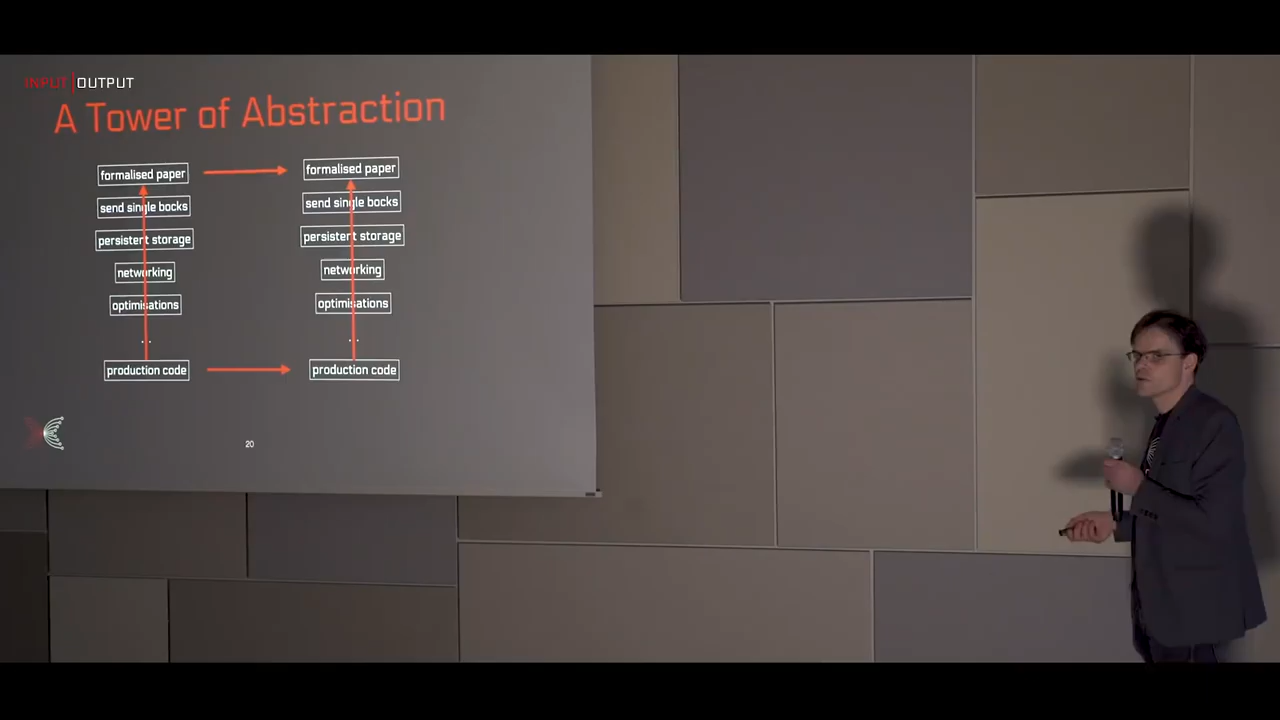 INPUT|OUTPUT
A Tower of Abstraction
formalised paper formalised paper
send single bocks send single bocks
persistent storage persistent storage
networking networking
optimisations optimisations
... ...
production code production code
20